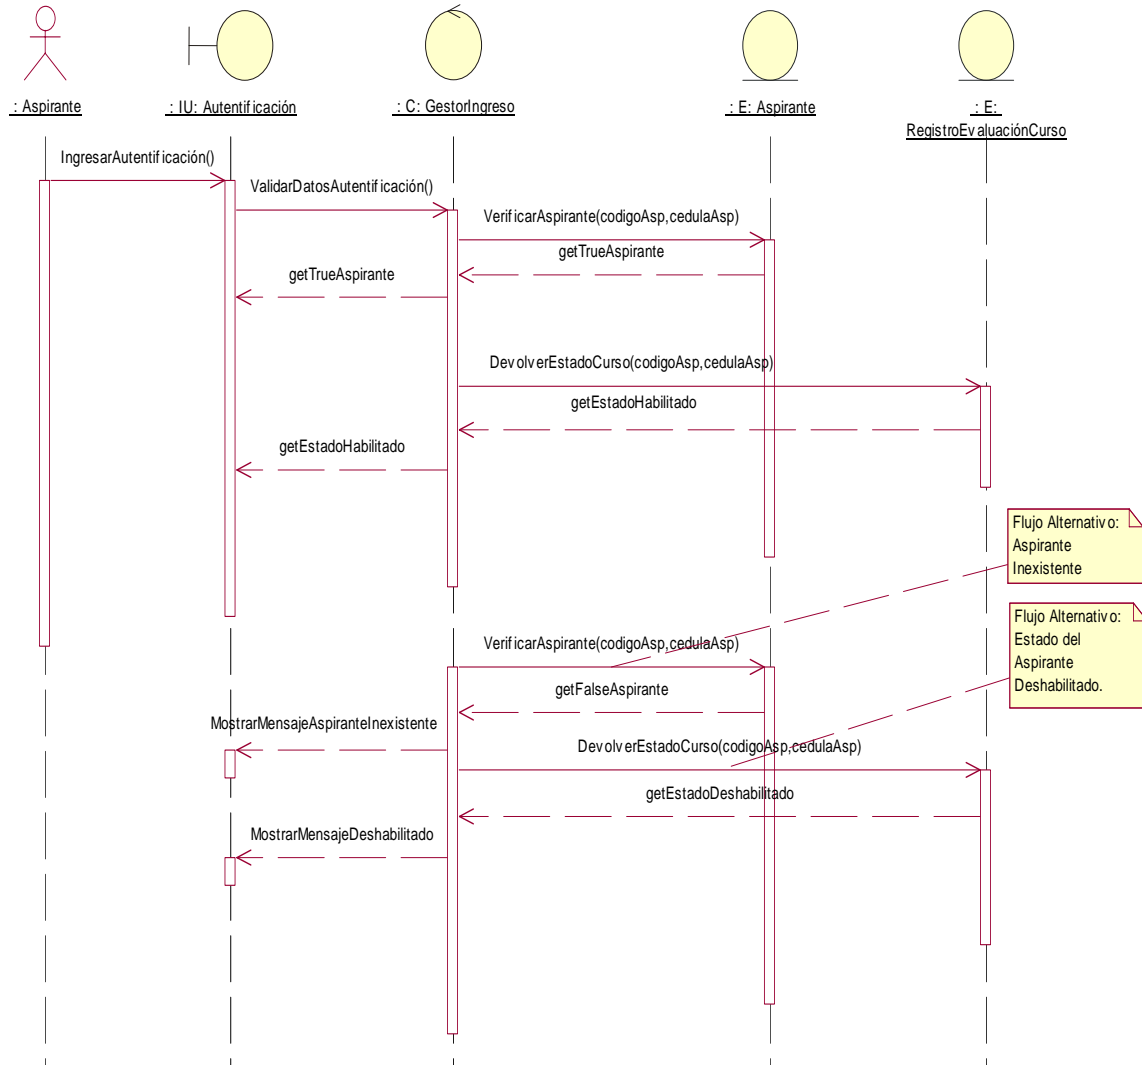 : Aspirante
: IU: Autentificación
: C: GestorIngreso
: E: Aspirante
: E:
RegistroEvaluaciónCurso
IngresarAutentificación()
ValidarDatosAutentificación()
VerificarAspirante(codigoAsp,cedulaAsp)
getTrueAspirante
getTrueAspirante
DevolverEstadoCurso(codigoAsp,cedulaAsp)
getEstadoHabilitado
getEstadoHabilitado
Flujo Alternativo:
Aspirante
Inexistente
Flujo Alternativo:
Estado del
Aspirante
Deshabilitado.
VerificarAspirante(codigoAsp,cedulaAsp)
getFalseAspirante
MostrarMensajeAspiranteInexistente
DevolverEstadoCurso(codigoAsp,cedulaAsp)
getEstadoDeshabilitado
MostrarMensajeDeshabilitado